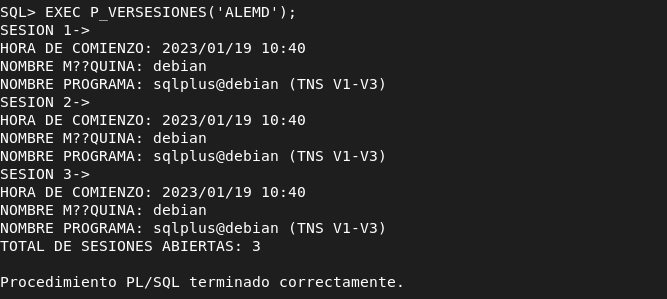 SQL> EXEC P_VERSESIONES('ALEMD');
SESION 1->
HORA DE COMIENZO: 2023/01/19 10:40
NOMBRE M??QUINA: debian
NOMBRE PROGRAMA: sqlplus@debian (TNS V1-V3)
SESION 2->
HORA DE COMIENZO: 2023/01/19 10:40
NOMBRE M??QUINA: debian
NOMBRE PROGRAMA: sqlplus@debian (TNS V1-V3)
SESION 3->
HORA DE COMIENZO: 2023/01/19 10:40
NOMBRE M??QUINA: debian
NOMBRE PROGRAMA: sqlplus@debian (TNS V1-V3)
TOTAL DE SESIONES ABIERTAS: 3
Procedimiento PL/SQL terminado correctamente.